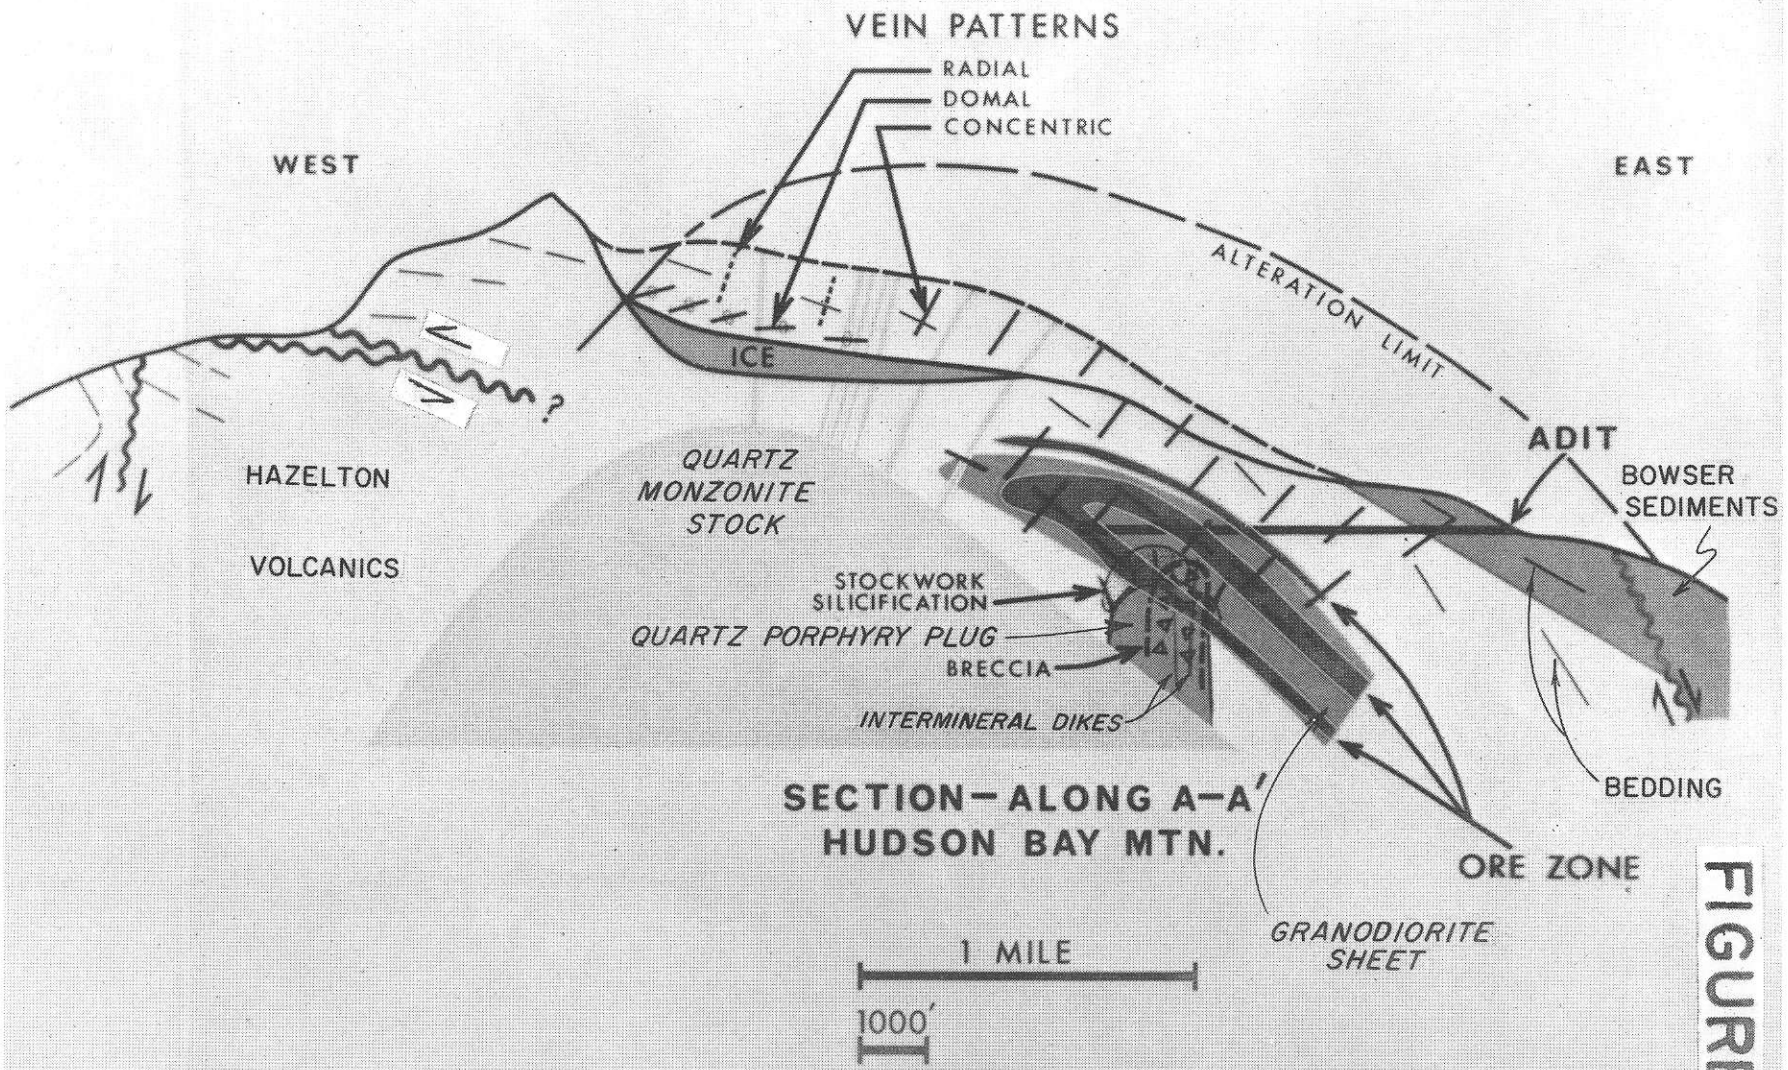 VEIN PATTERNS
RADIAL
DOMAL
CONCENTRIC
WEST
EAST
ALTERATION LIMIT
ICE
?
ADIT
BOWSER
SEDIMENTS
HAZELTON
VOLCANICS
QUARTZ
MONZONITE
STOCK
STOCKWORK
SILICIFICATION
QUARTZ PORPHYRY PLUG
BRECCIA
INTERMINERAL DIKES
BEDDING
SECTION—ALONG A—A'
HUDSON BAY MTN.
ORE ZONE
GRANODIORITE
SHEET
1 MILE
1000'